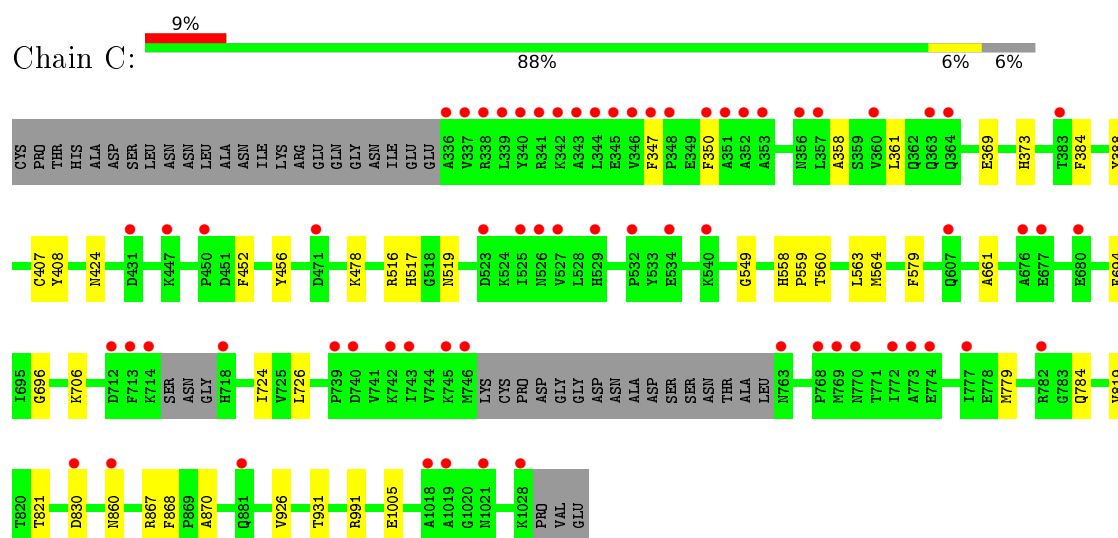 9%
Chain C:
88% 6% 6%
CYS PRO THR HIS ALA ASP SER LEU ASN ASN LEU ALA ASN ILE LYS ARG GLU GLN GLY ASN ILE GLU GLU A336 V337 R338 L339 Y340 R341 K342 A343 L344 E345 V346 F347 P348 E349 F350 A351 A352 A353 N356 L357 A358 S359 V360 L361 Q362 Q363 Q364 E369 H373 T383 F384 Y388
C407 Y408 N424 D431 K447 P450 D451 F452 Y456 D471 K478 R516 H517 G518 N519 D523 K524 I525 N526 V527 L528 H529 P532 Y533 E534 K540 G549 H558 P559 T560 L563 M564 F579 Q607 A661 A676 E677 E680
I695 G696 K706 D712 F713 K714 SER ASN GLY H718 I724 V725 L726 P739 D740 V741 K742 I743 V744 K745 M746 LYS CYS PRO ASP GLY GLY ASP ASN ALA ASP SER SER ASN THR ALA LEU N763 P768 M769 N770 T771 I772 A773 E774 I777 E778 M779 R782 G783 Q784 V819
T820 T821 D830 N860 R867 F868 P869 A870 Q881 V926 T931 R991 E1005 A1018 A1019 G1020 N1021 K1028 PRO VAL GLU